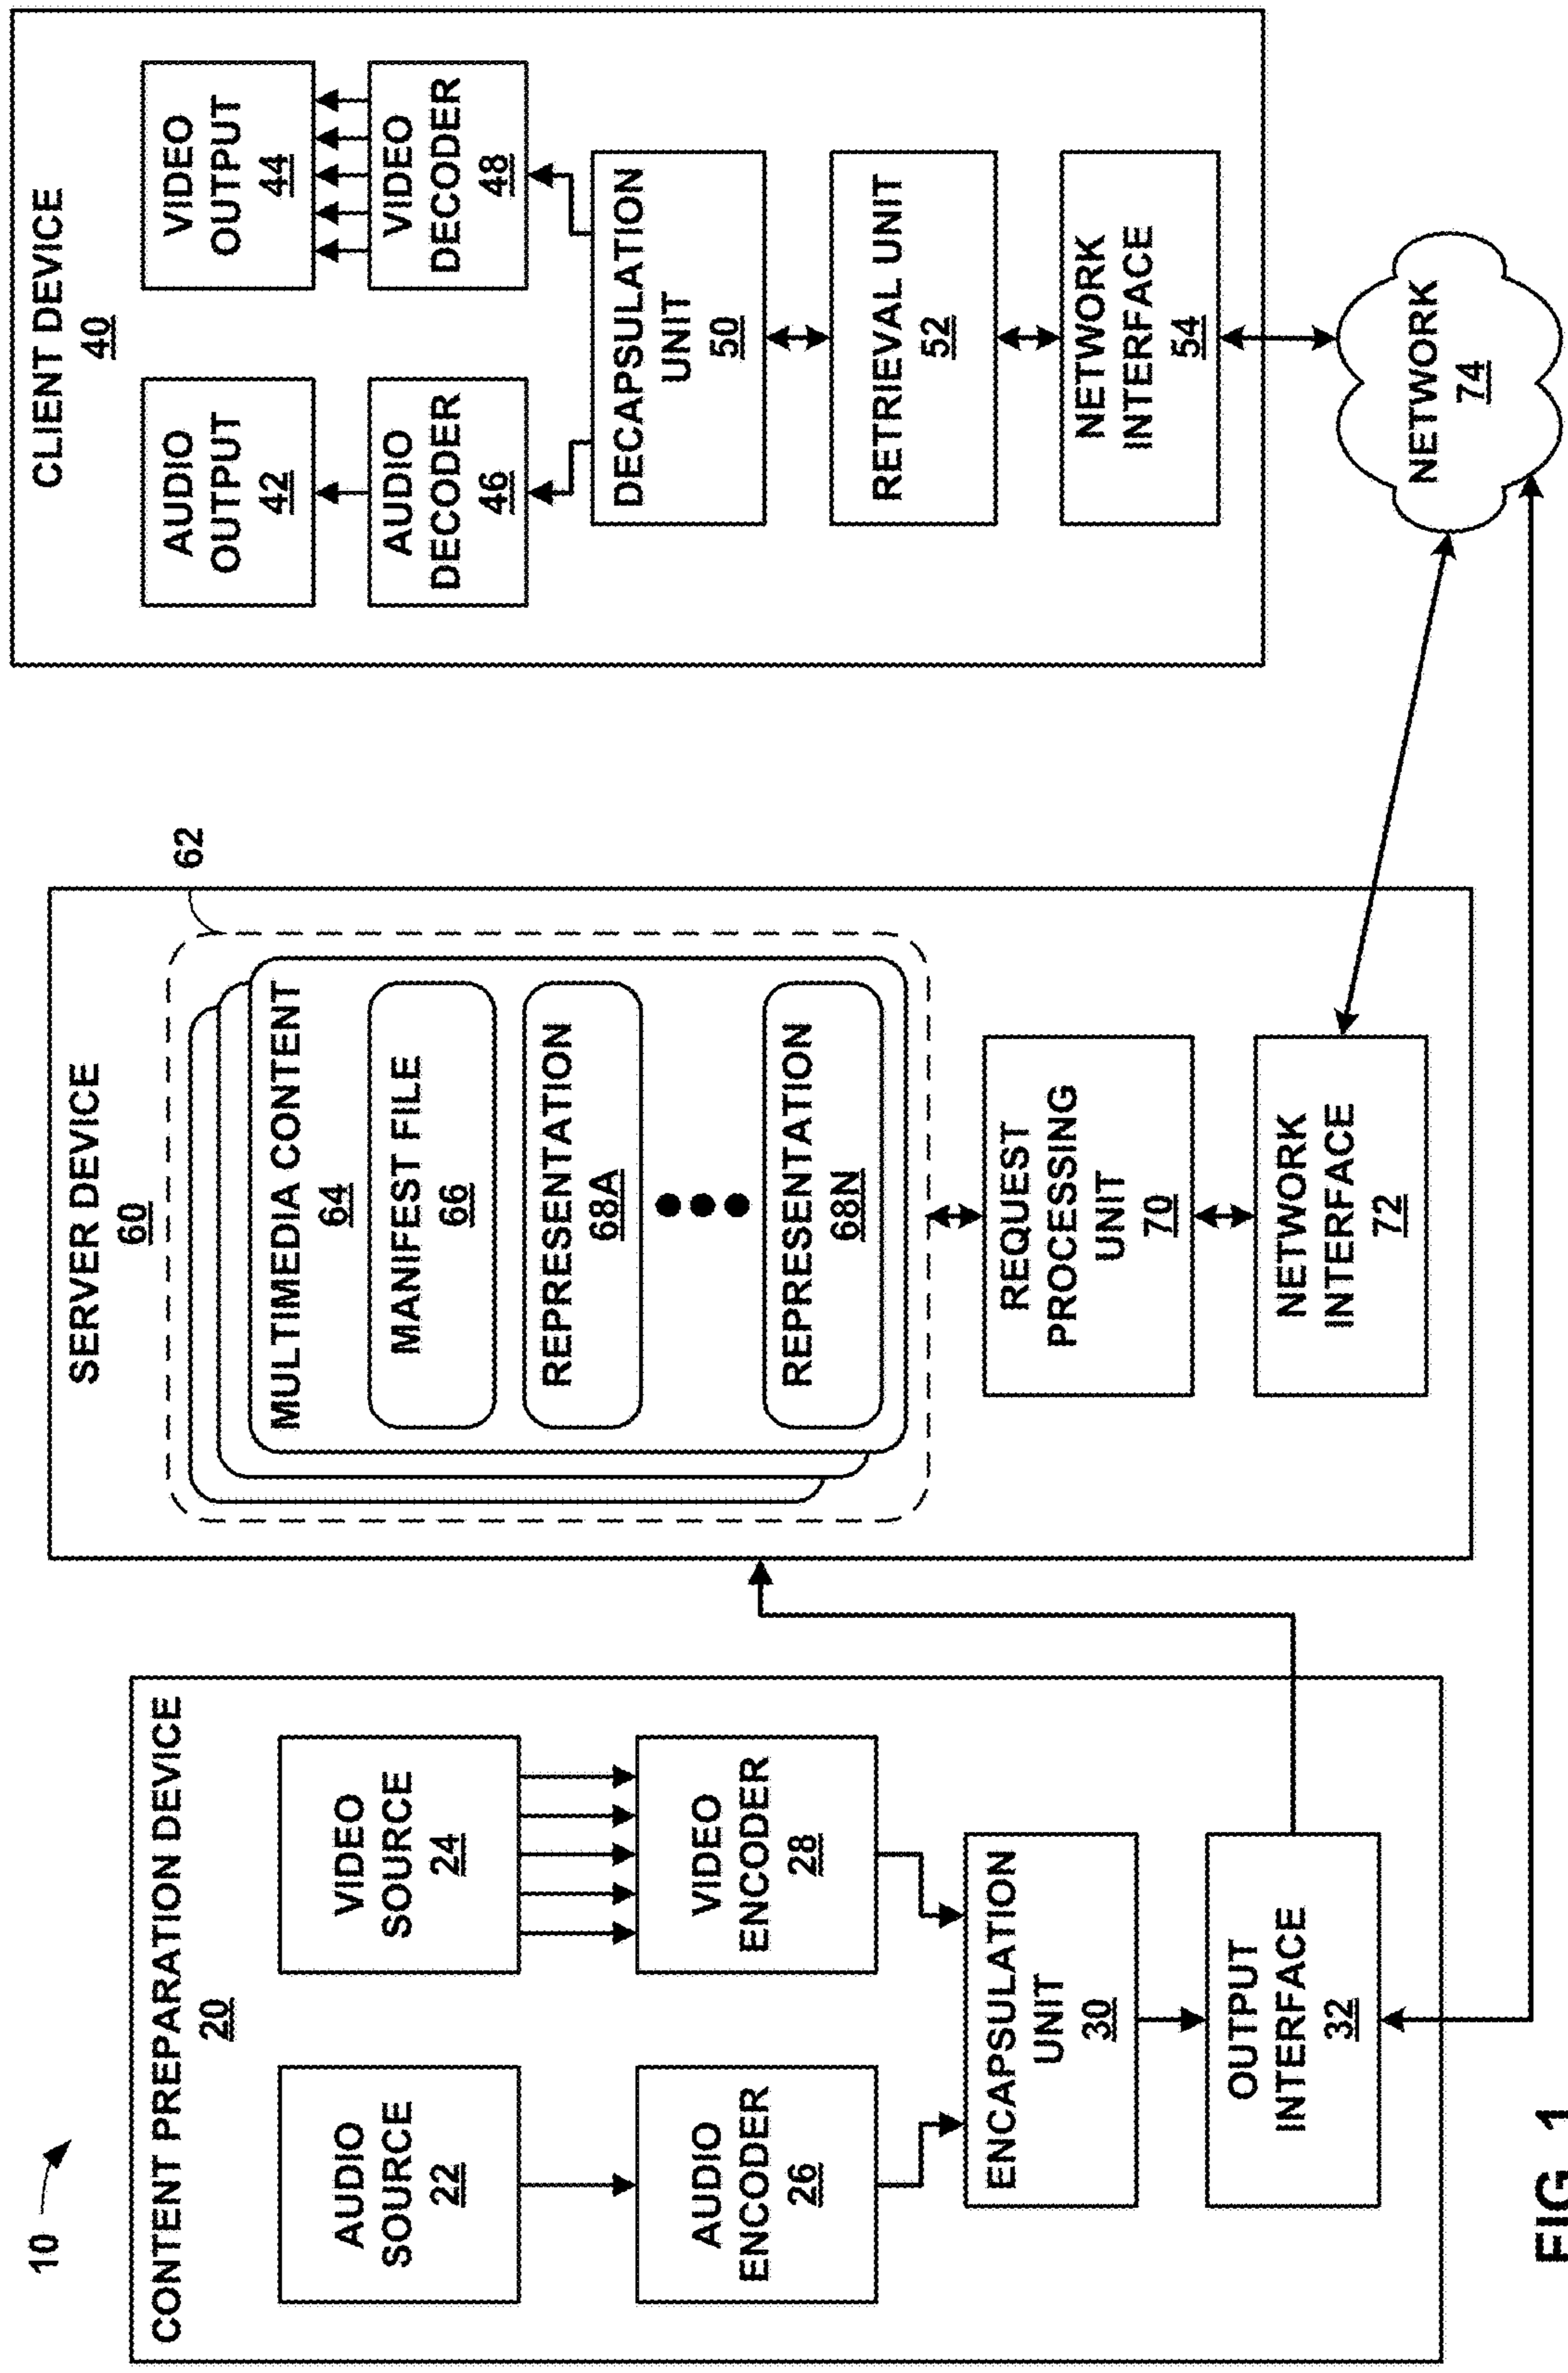 10
CONTENT PREPARATION DEVICE
20
AUDIO
SOURCE
22
VIDEO
SOURCE
24
AUDIO
ENCODER
26
VIDEO
ENCODER
28
ENCAPSULATION
UNIT
30
OUTPUT
INTERFACE
32
SERVER DEVICE
60
62
MULTIMEDIA CONTENT
64
MANIFEST FILE
66
REPRESENTATION
68A
REPRESENTATION
68N
REQUEST
PROCESSING
UNIT
70
NETWORK
INTERFACE
72
CLIENT DEVICE
40
AUDIO
OUTPUT
42
VIDEO
OUTPUT
44
AUDIO
DECODER
46
VIDEO
DECODER
48
DECAPSULATION
UNIT
50
RETRIEVAL UNIT
52
NETWORK
INTERFACE
54
NETWORK
74
FIG. 1